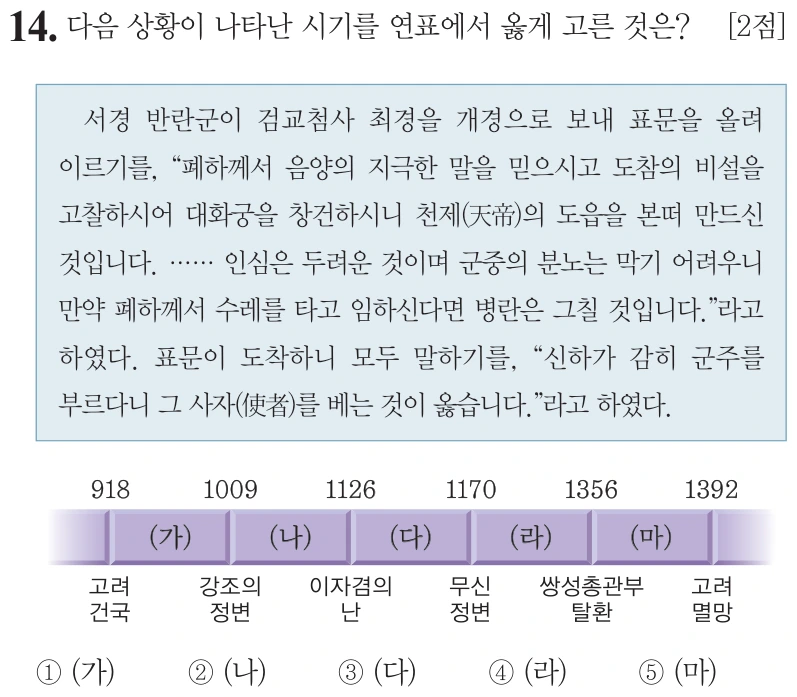 14. 다음 상황이 나타난 시기를 연표에서 옳게 고른 것은? [2점]
서경 반란군이 검교첨사 최경을 개경으로 보내 표문을 올려
이르기를, “폐하께서 음양의 지극한 말을 믿으시고 도참의 비설을
고찰하시어 대화궁을 창건하시니 천제(天帝)의 도읍을 본떠 만드신
것입니다. …… 인심은 두려운 것이며 군중의 분노는 막기 어려우니
만약 폐하께서 수레를 타고 임하신다면 병란은 그칠 것입니다.”라고
하였다. 표문이 도착하니 모두 말하기를, “신하가 감히 군주를
부르다니 그 사자(使者)를 베는 것이 옳습니다.”라고 하였다.
918 1009 1126 1170 1356 1392
(가) (나) (다) (라) (마)
고려 강조의 이자겸의 무신 쌍성총관부 고려
건국 정변 난 정변 탈환 멸망
① (가) ② (나) ③ (다) ④ (라) ⑤ (마)